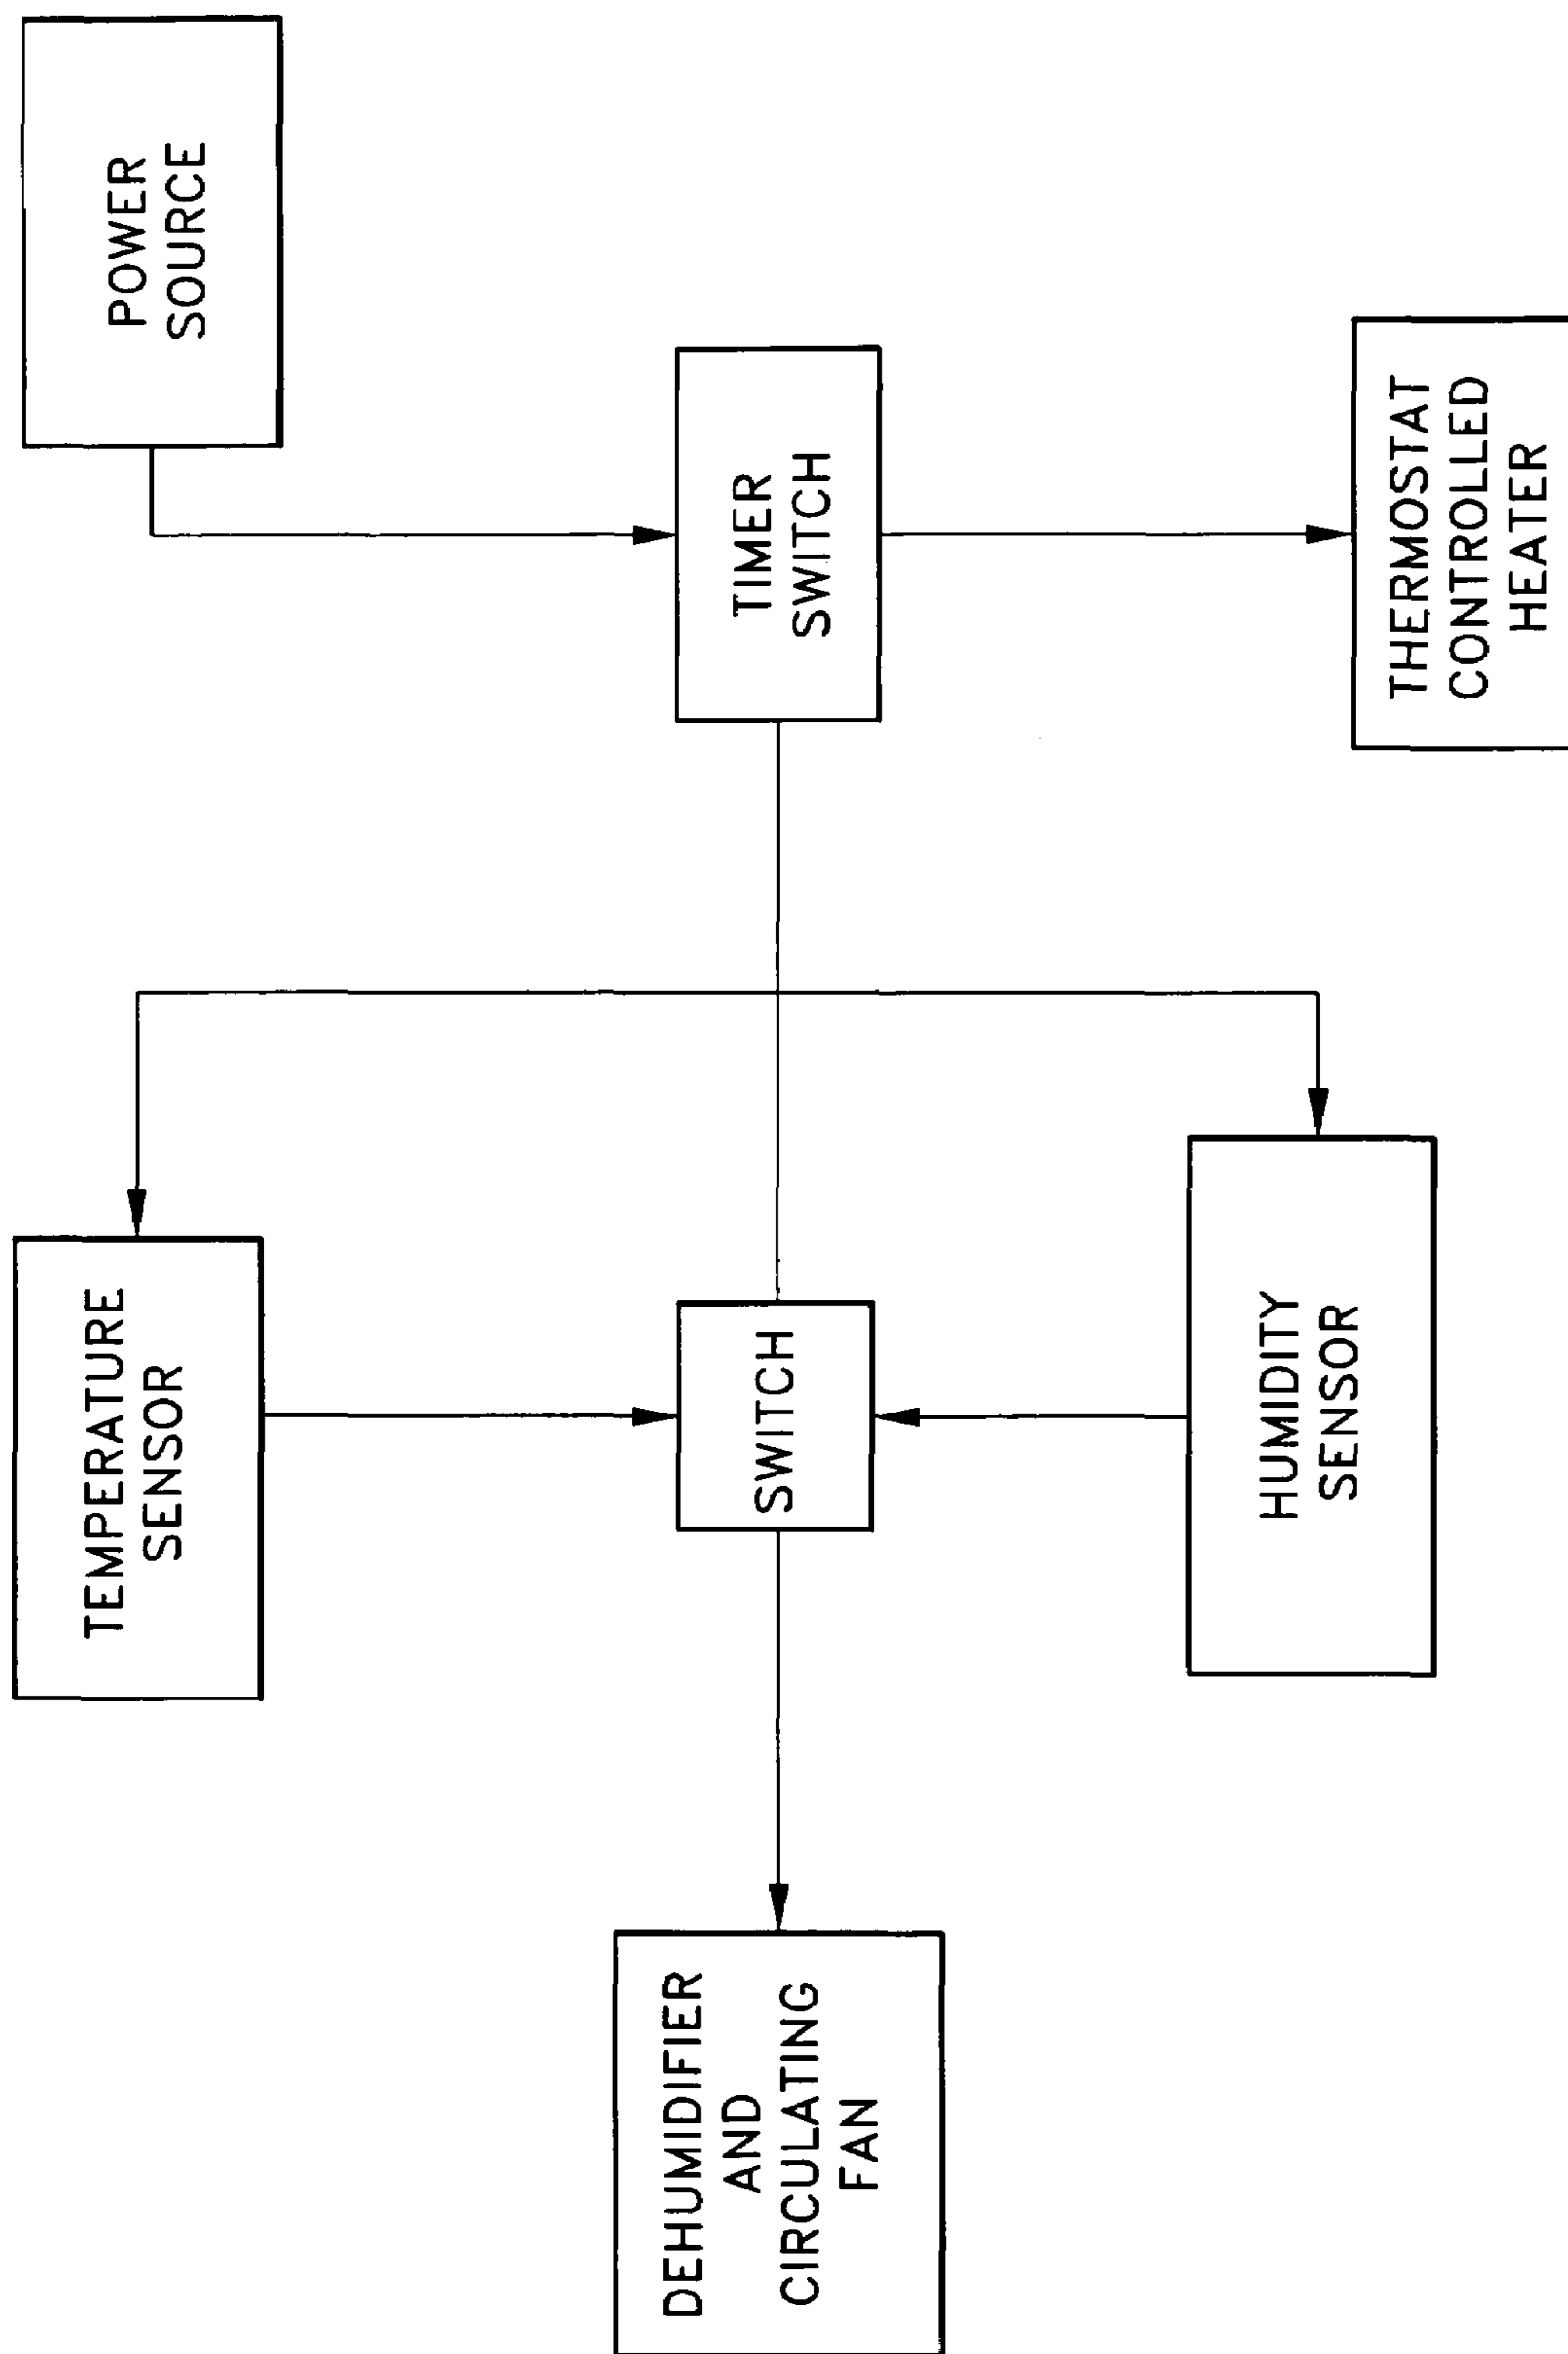 POWER
SOURCE
TIMER
SWITCH
THERMOSTAT
CONTROLLED
HEATER
TEMPERATURE
SENSOR
SWITCH
HUMIDITY
SENSOR
DEHUMIDIFIER
AND
CIRCULATING
FAN